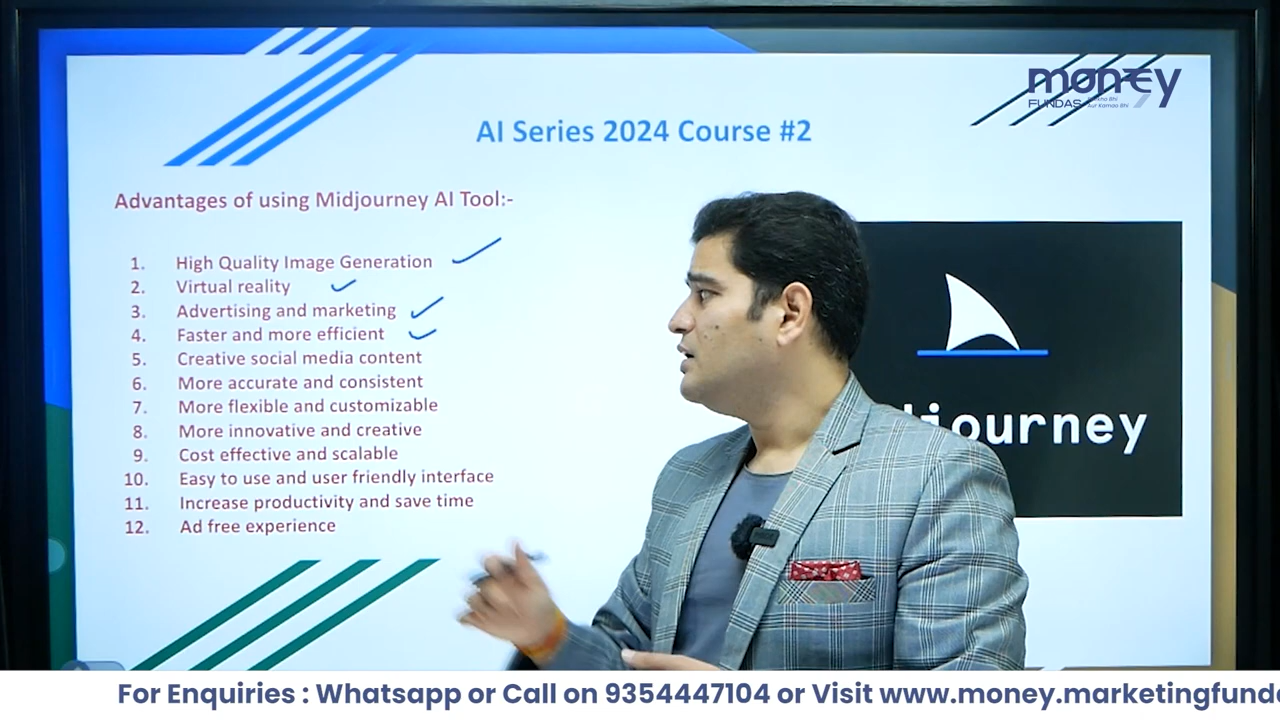 money
FUNDAS
AI Series 2024 Course #2
Advantages of using Midjourney AI Tool:-
1. High Quality Image Generation
2. Virtual reality
3. Advertising and marketing
4. Faster and more efficient
5. Creative social media content
6. More accurate and consistent
7. More flexible and customizable
8. More innovative and creative
9. Cost effective and scalable
10. Easy to use and user friendly interface
11. Increase productivity and save time
12. Ad free experience
djourney
For Enquiries : Whatsapp or Call on 9354447104 or Visit www.money.marketingfunda